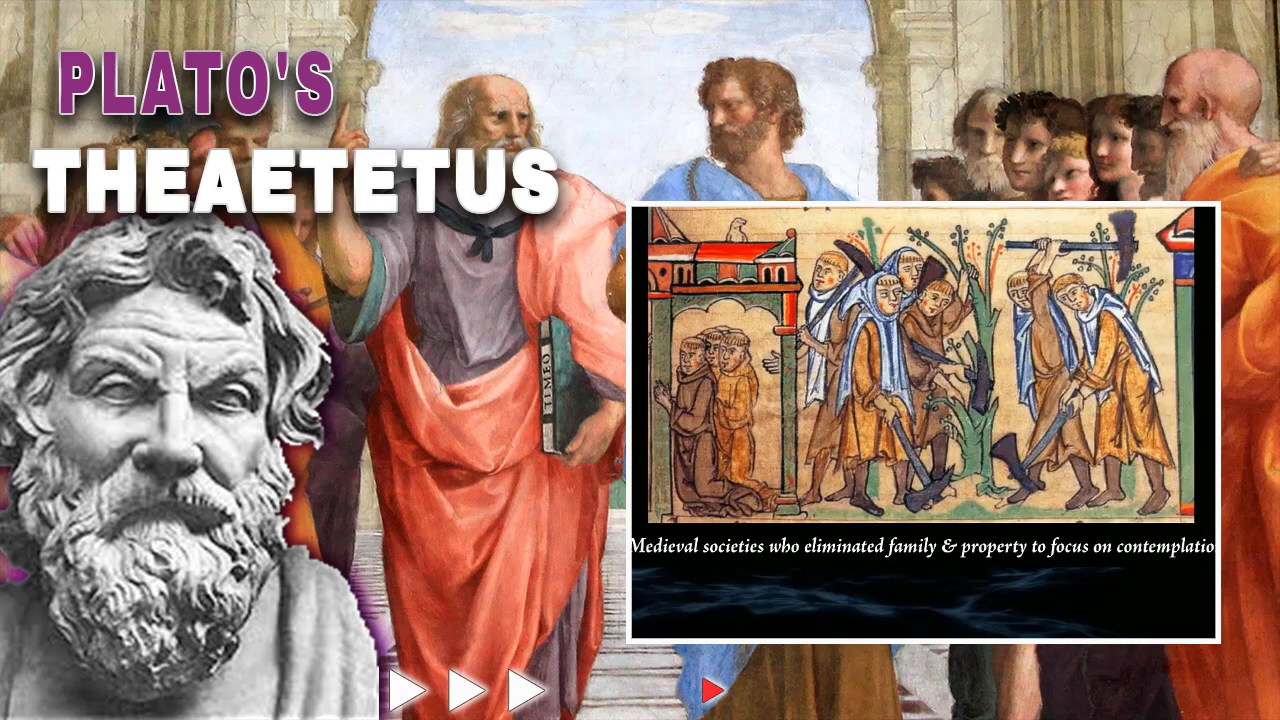 PLATO'S
THEAETETUS
TIMEO
Medieval societies who eliminated family & property to focus on contemplatio